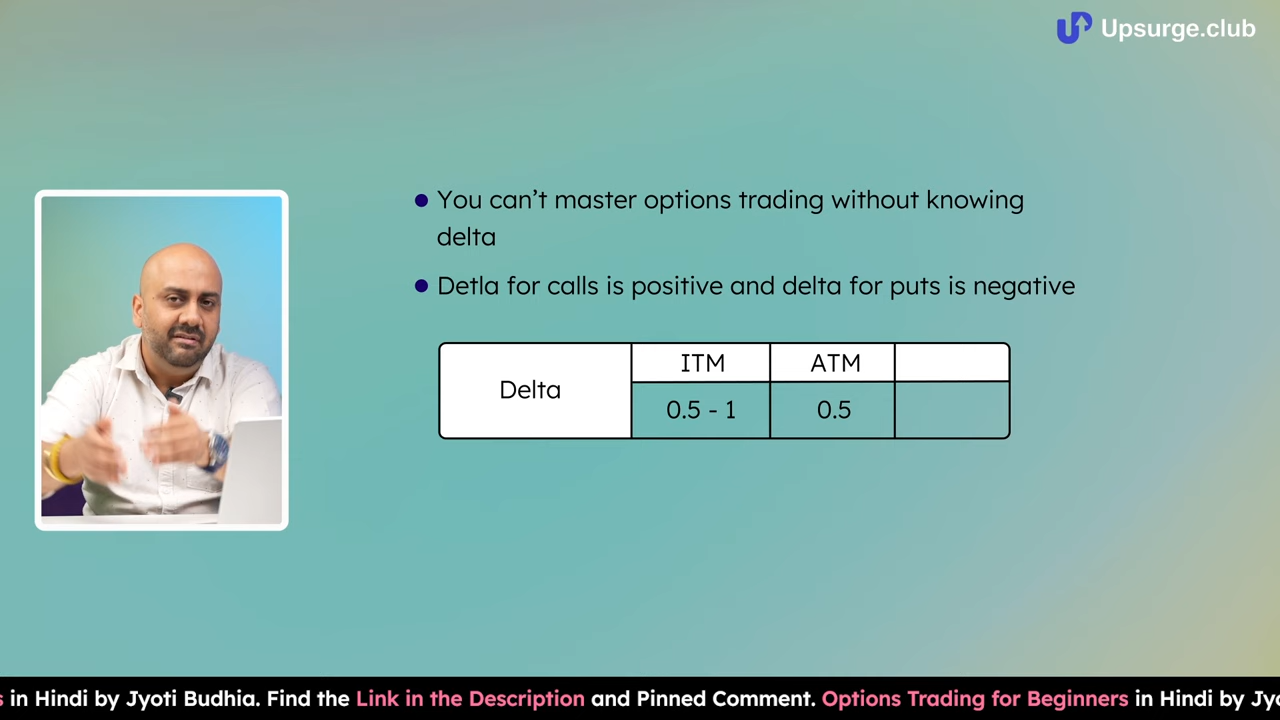 Upsurge.club
You can’t master options trading without knowing
delta
Detla for calls is positive and delta for puts is negative
Delta
ITM
ATM
0.5 - 1
0.5
s in Hindi by Jyoti Budhia. Find the Link in the Description and Pinned Comment. Options Trading for Beginners in Hindi by Jyo